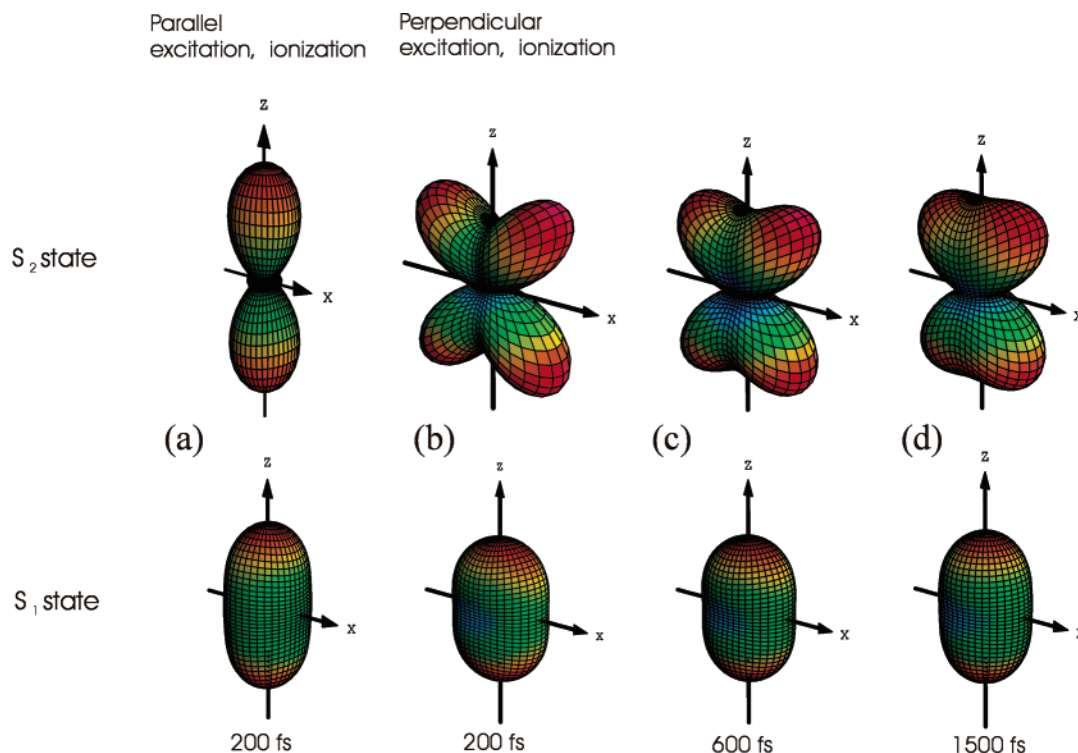 Parallel
excitation, ionization
Perpendicular
excitation, ionization
z
z
z
z
S2 state
x
x
x
x
(a)
(b)
(c)
(d)
z
z
z
z
S1 state
x
x
x
z
200 fs
200 fs
600 fs
1500 fs